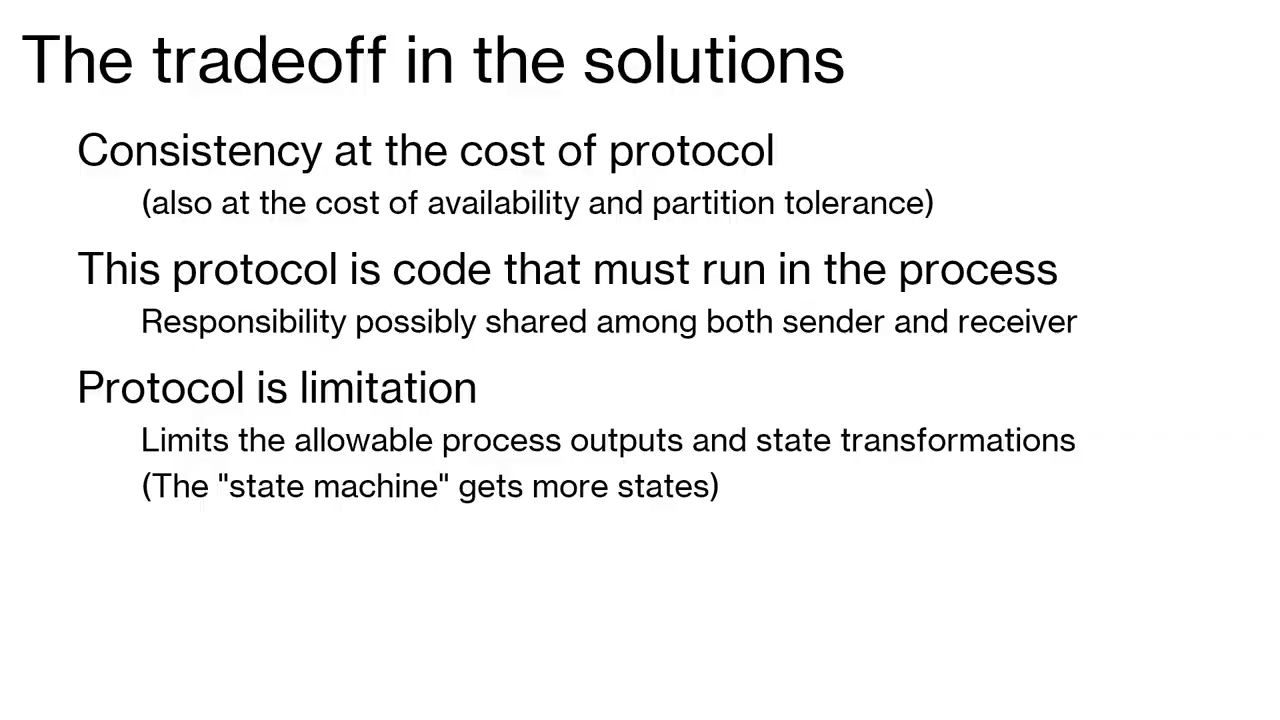 The tradeoff in the solutions
Consistency at the cost of protocol
(also at the cost of availability and partition tolerance)
This protocol is code that must run in the process
Responsibility possibly shared among both sender and receiver
Protocol is limitation
Limits the allowable process outputs and state transformations
(The "state machine" gets more states)